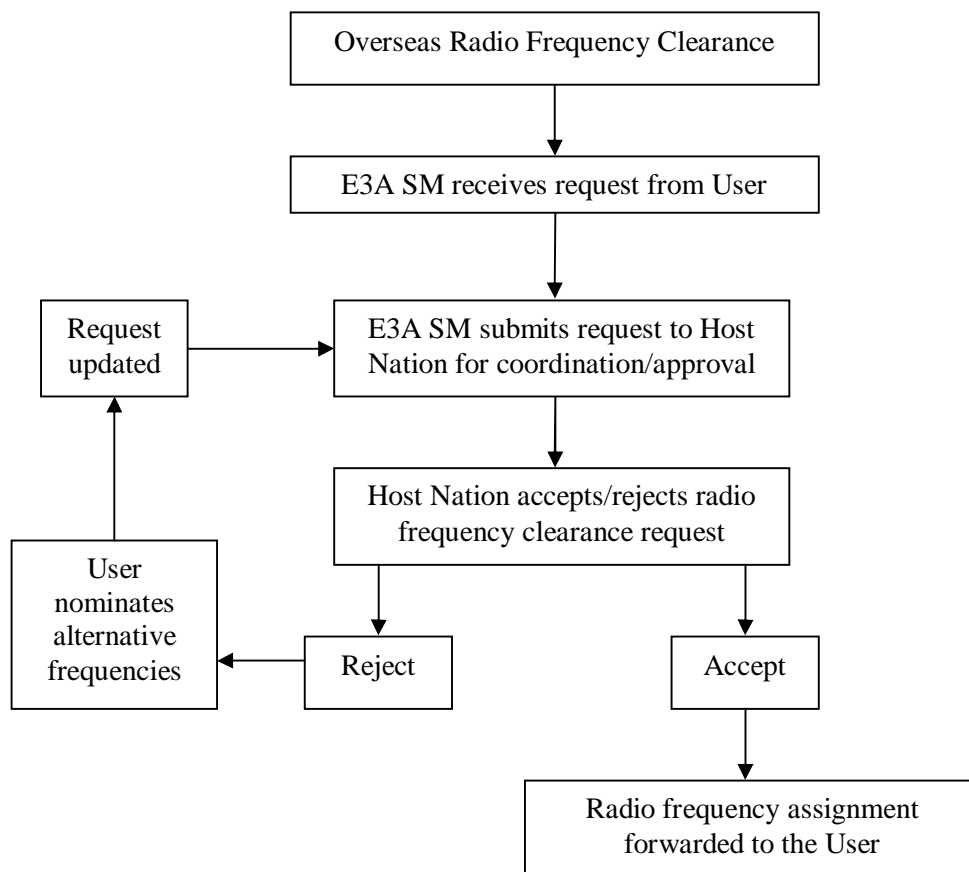 Overseas Radio Frequency Clearance
E3A SM receives request from User
Request
updated
E3A SM submits request to Host
Nation for coordination/approval
Host Nation accepts/rejects radio
frequency clearance request
User
nominates
alternative
frequencies
Reject
Accept
Radio frequency assignment
forwarded to the User